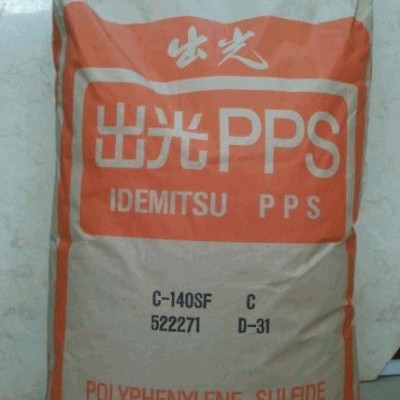 出光
出光PPS
IDEMITSU PPS
C-140SF C
522271 D-31
POLYPHENYLENE SULFIDE